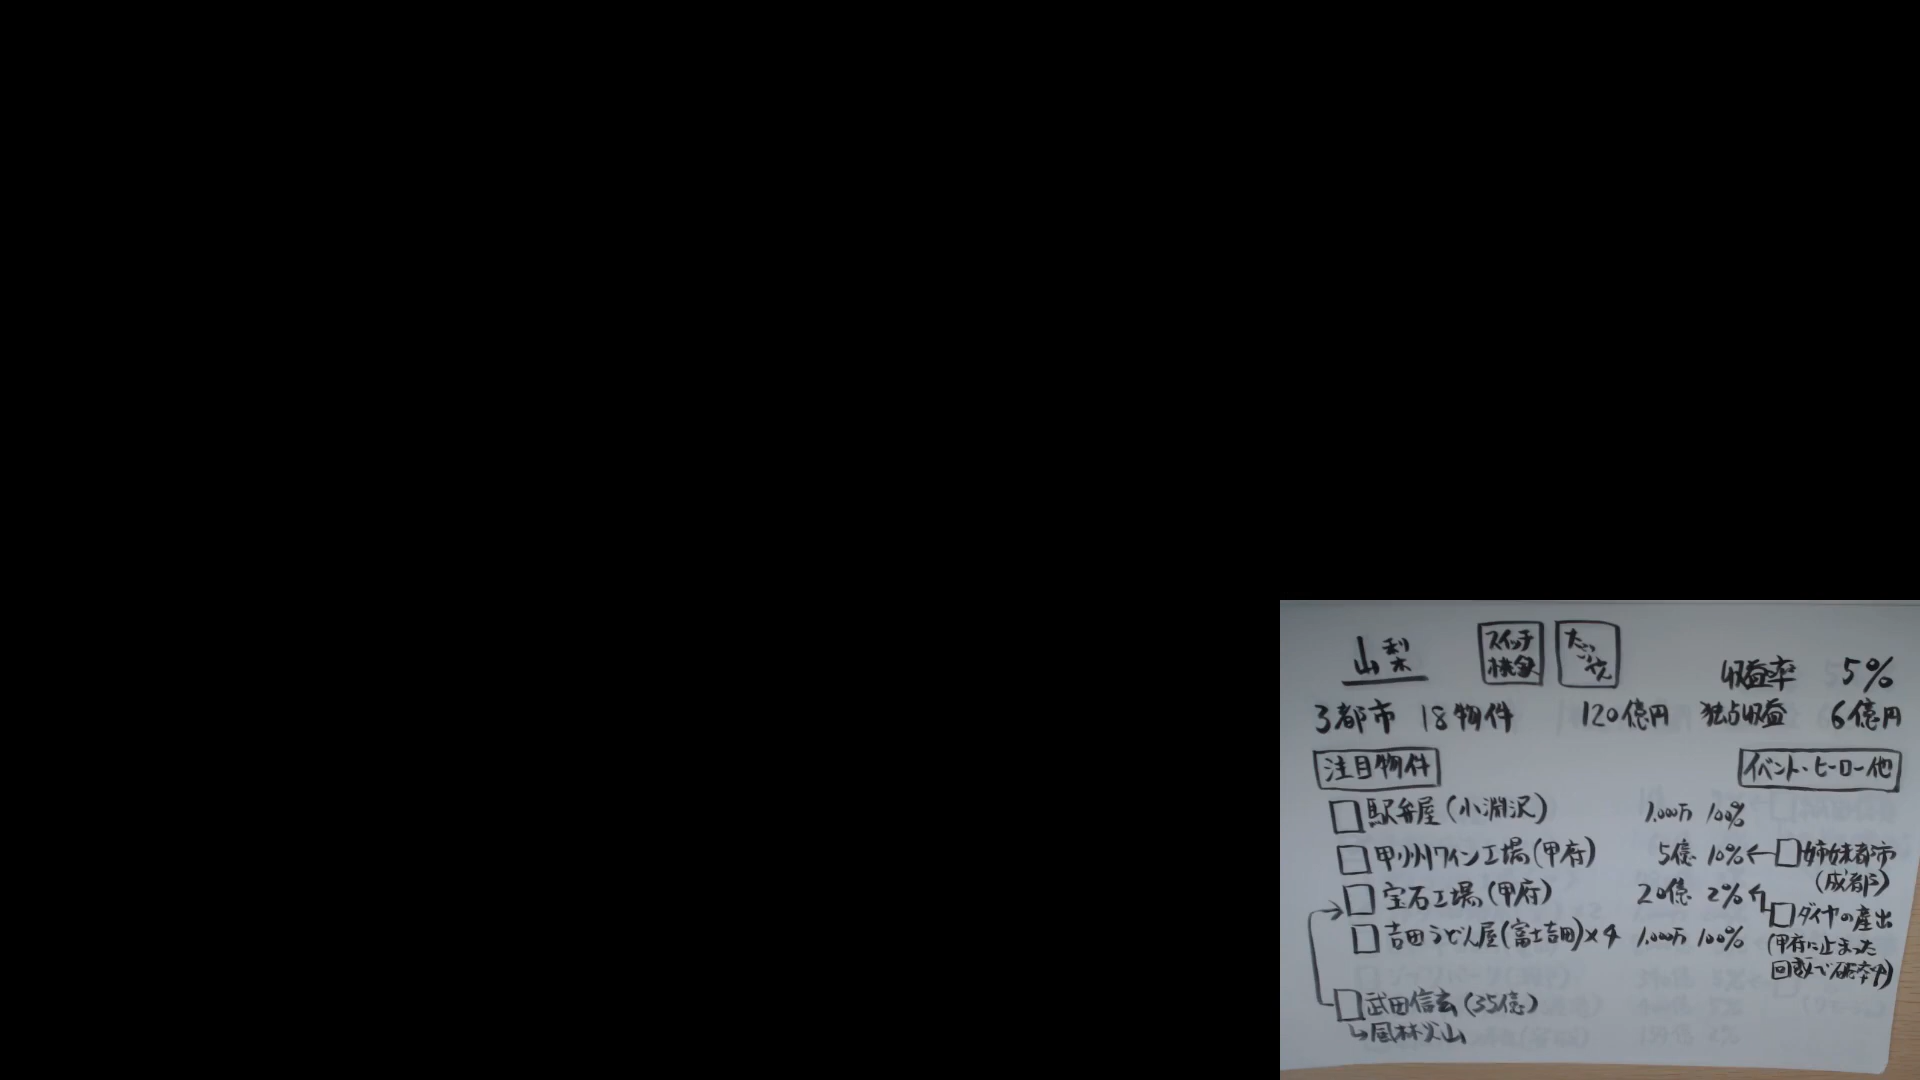 山梨 スイッチ桃鉄 たいっやん 収益率 5%
3都市 18物件 120億円 独占収益 6億円
注目物件 イベント・ヒーロー他
□駅弁屋(小淵沢) 1,000万 100%
□甲州ワイン工場(甲府) 5億 10%←□姉妹都市
(成都)
→□宝石工場(甲府) 20億 2%↰□ダイヤの産出
□吉田うどん屋(富士吉田)×4 1,000万 100% (甲府に止まった
回数で確率↑)
□武田信玄(35億)
↳風林火山